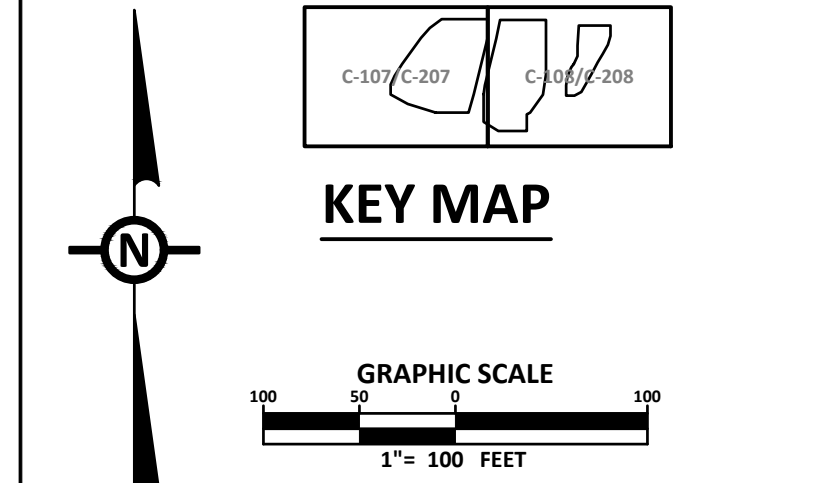 C-107/C-207 C-108/C-208
KEY MAP
N
GRAPHIC SCALE
100 50 0 100
1"= 100 FEET